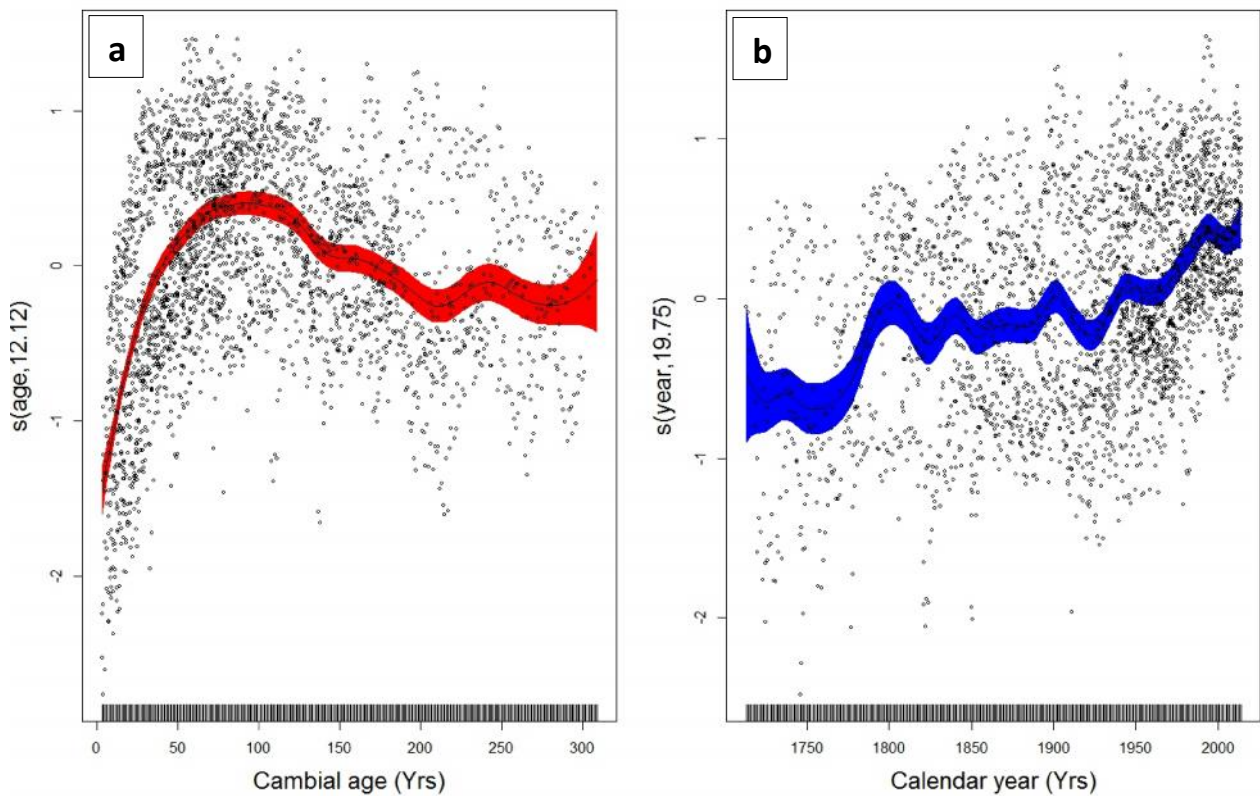 a
1
0
-1
-2
s(age,12.12)
0 50 100 150 200 250 300
Cambial age (Yrs)
b
1
0
-1
-2
s(year,19.75)
1750 1800 1850 1900 1950 2000
Calendar year (Yrs)